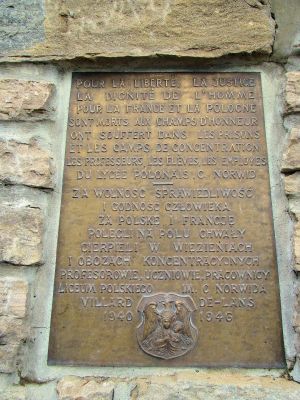 POUR LA LIBERTÉ, LA JUSTICE
LA DIGNITÉ DE L'HOMME
POUR LA FRANCE ET LA POLOGNE
SONT MORTS AUX CHAMPS D'HONNEUR
ONT SOUFFERT DANS LES PRISONS
ET LES CAMPS DE CONCENTRATION
LES PROFESSEURS, LES ÉLÈVES, LES EMPLOYÉS
DU LYCÉE POLONAIS C. NORWID
ZA WOLNOŚĆ SPRAWIEDLIWOŚĆ
I GODNOŚĆ CZŁOWIEKA
ZA POLSKĘ I FRANCJĘ
POLEGLI NA POLU CHWAŁY
CIERPIELI W WIĘZIENIACH
I OBOZACH KONCENTRACYJNYCH
PROFESOROWIE, UCZNIOWIE, PRACOWNICY
LICEUM POLSKIEGO IM. C. NORWIDA
VILLARD DE-LANS
1940 1946